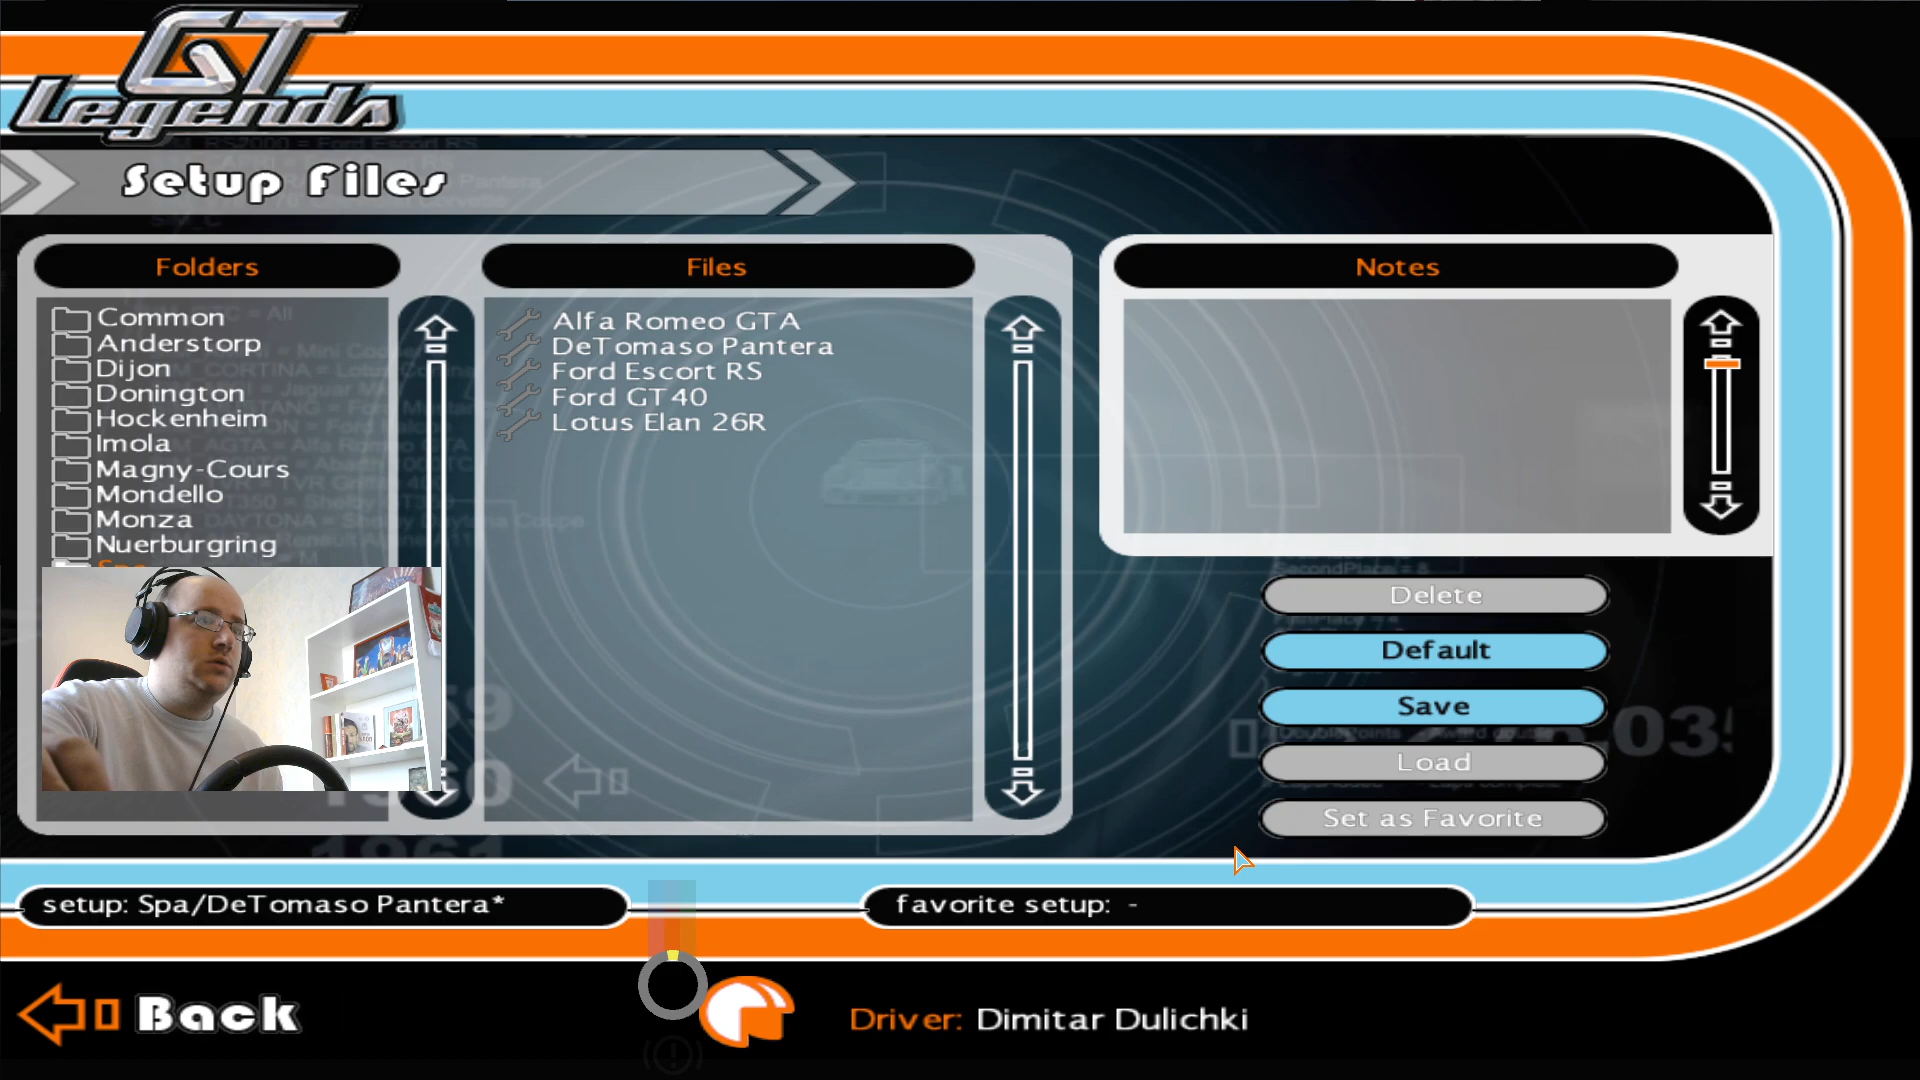 GT
Legends
Setup Files
Folders
Files
Notes
Common
Anderstorp
Dijon
Donington
Hockenheim
Imola
Magny-Cours
Mondello
Monza
Nuerburgring
Spa
Alfa Romeo GTA
DeTomaso Pantera
Ford Escort RS
Ford GT40
Lotus Elan 26R
Delete
Default
Save
Load
Set as Favorite
setup: Spa/DeTomaso Pantera*
favorite setup: -
Back
Driver: Dimitar Dulichki